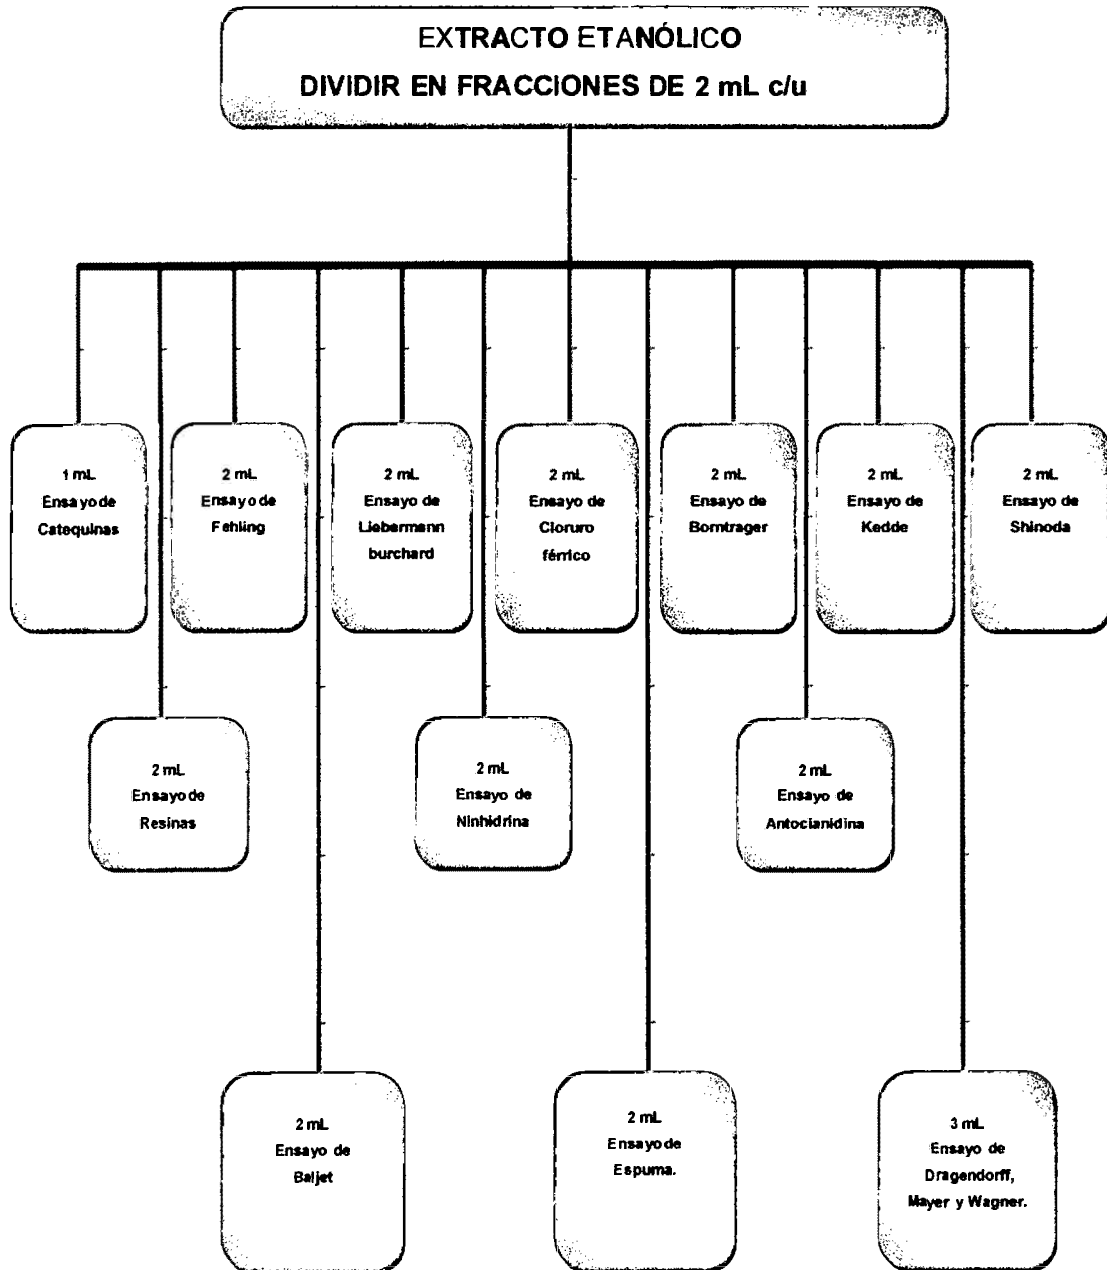 EXTRACTO ETANÓLICO
DIVIDIR EN FRACCIONES DE 2 mL c/u
1 mL
Ensayo de
Catequinas
2 mL
Ensayo de
Fehling
2 mL
Ensayo de
Liebermann
burchard
2 mL
Ensayo de
Cloruro
férrico
2 mL
Ensayo de
Borntrager
2 mL
Ensayo de
Kedde
2 mL
Ensayo de
Shinoda
2 mL
Ensayo de
Resinas
2 mL
Ensayo de
Ninhidrina
2 mL
Ensayo de
Antocianidina
2 mL
Ensayo de
Baljet
2 mL
Ensayo de
Espuma.
3 mL
Ensayo de
Dragendorff,
Mayer y Wagner.